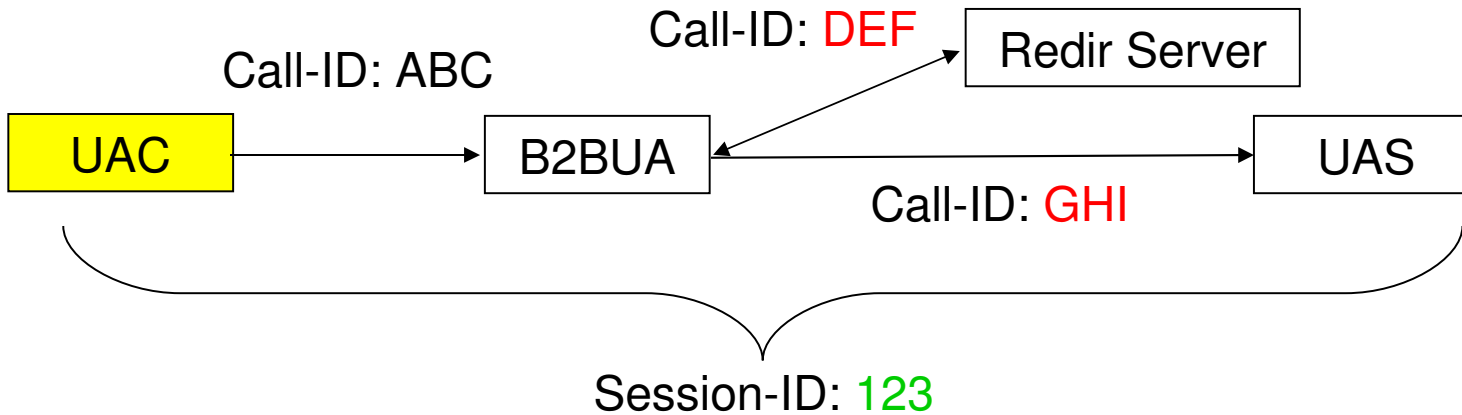 Call-ID: DEF
Redir Server
Call-ID: ABC
UAC
B2BUA
UAS
Call-ID: GHI
Session-ID: 123